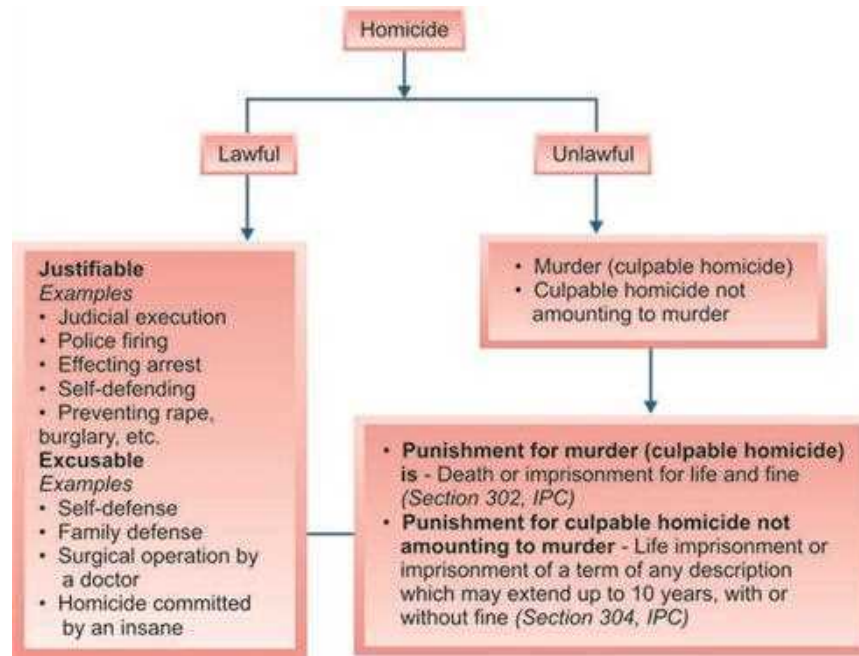 Homicide
Lawful
Unlawful
Justifiable
Examples
• Judicial execution
• Police firing
• Effecting arrest
• Self-defending
• Preventing rape,
burglary, etc.
Excusable
Examples
• Self-defense
• Family defense
• Surgical operation by
a doctor
• Homicide committed
by an insane
• Murder (culpable homicide)
• Culpable homicide not
amounting to murder
• Punishment for murder (culpable homicide)
is - Death or imprisonment for life and fine
(Section 302, IPC)
• Punishment for culpable homicide not
amounting to murder - Life imprisonment or
imprisonment of a term of any description
which may extend up to 10 years, with or
without fine (Section 304, IPC)